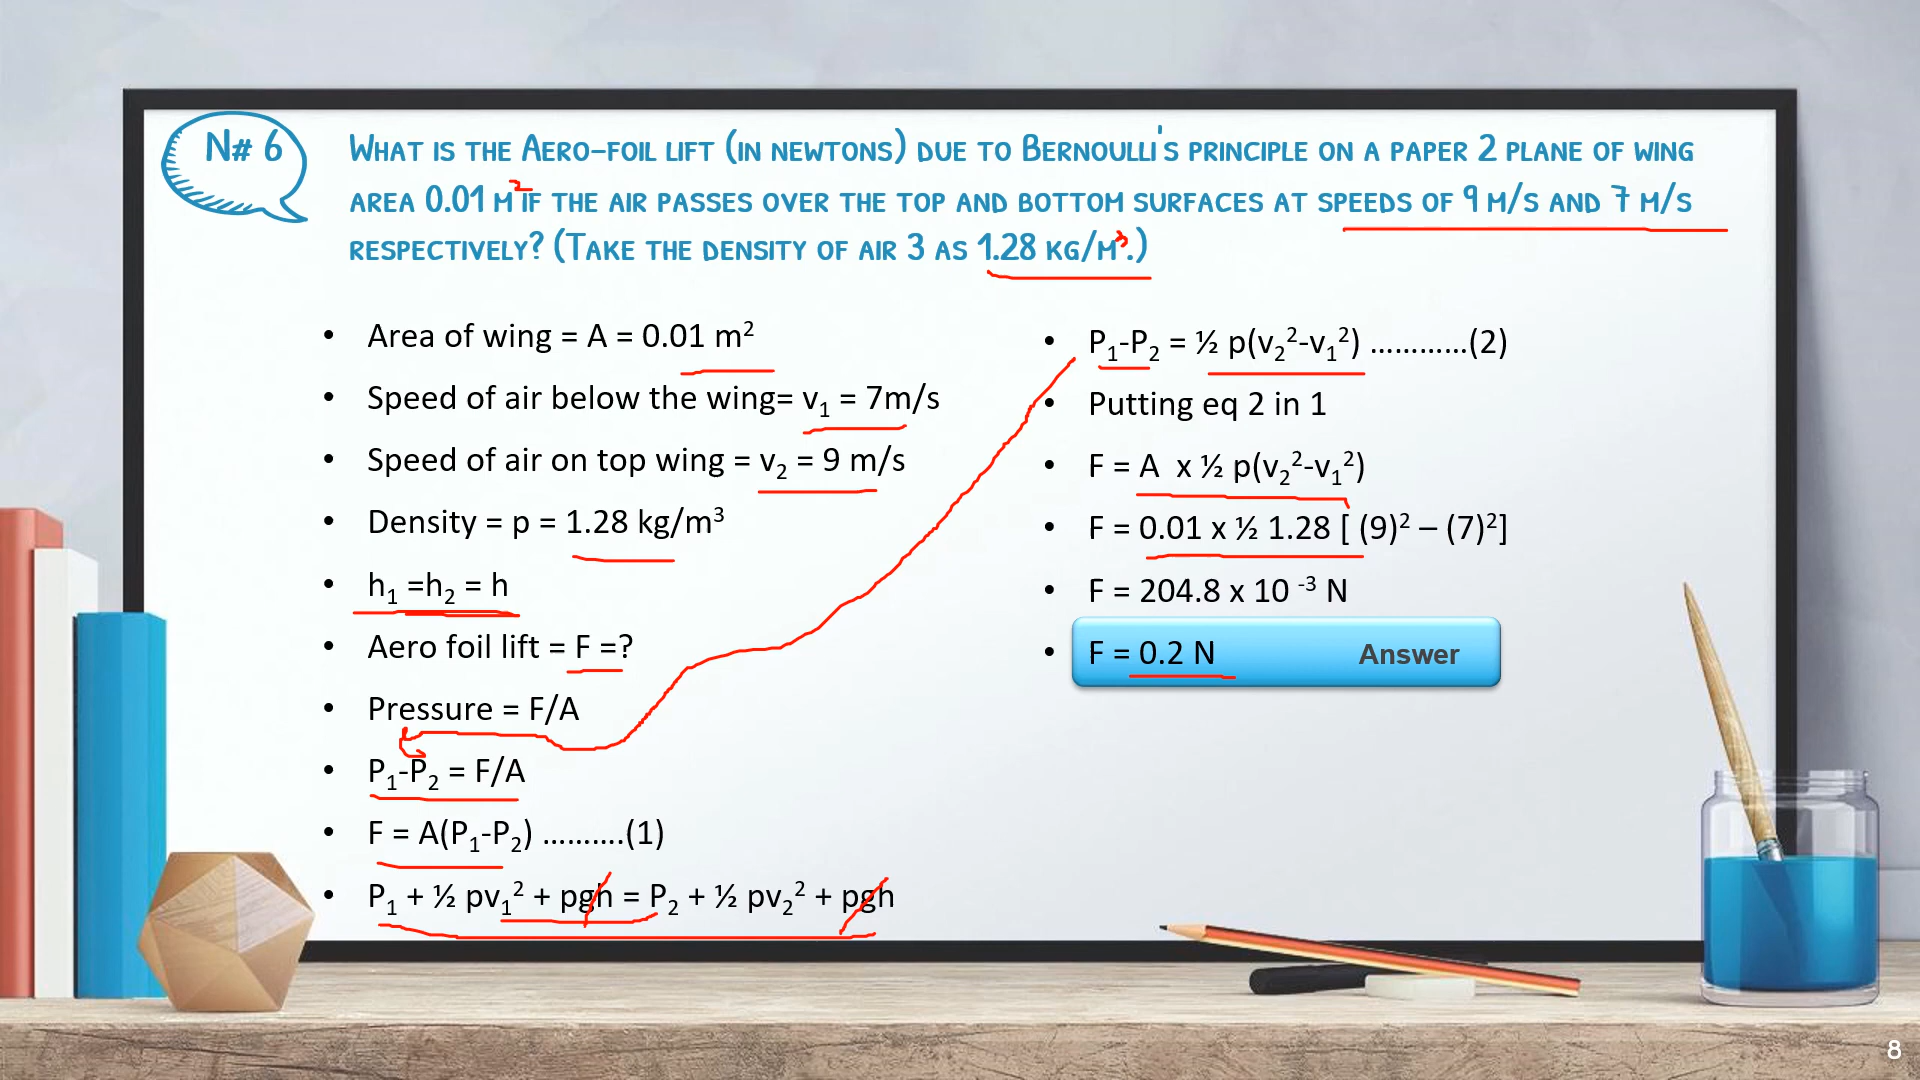 N# 6
What is the Aero-foil lift (in newtons) due to Bernoulli's principle on a paper 2 plane of wing
area 0.01 m² if the air passes over the top and bottom surfaces at speeds of 9 m/s and 7 m/s
respectively? (Take the density of air 3 as 1.28 kg/m³.)
• Area of wing = A = 0.01 m²
• Speed of air below the wing= v₁ = 7m/s
• Speed of air on top wing = v₂ = 9 m/s
• Density = p = 1.28 kg/m³
• h₁ =h₂ = h
• Aero foil lift = F =?
• Pressure = F/A
• P₁-P₂ = F/A
• F = A(P₁-P₂) ..........(1)
• P₁ + ½ pv₁² + pgh = P₂ + ½ pv₂² + pgh
• P₁-P₂ = ½ p(v₂²-v₁²) ............(2)
• Putting eq 2 in 1
• F = A x ½ p(v₂²-v₁²)
• F = 0.01 x ½ 1.28 [ (9)² – (7)²]
• F = 204.8 x 10 ⁻³ N
• F = 0.2 N Answer
8